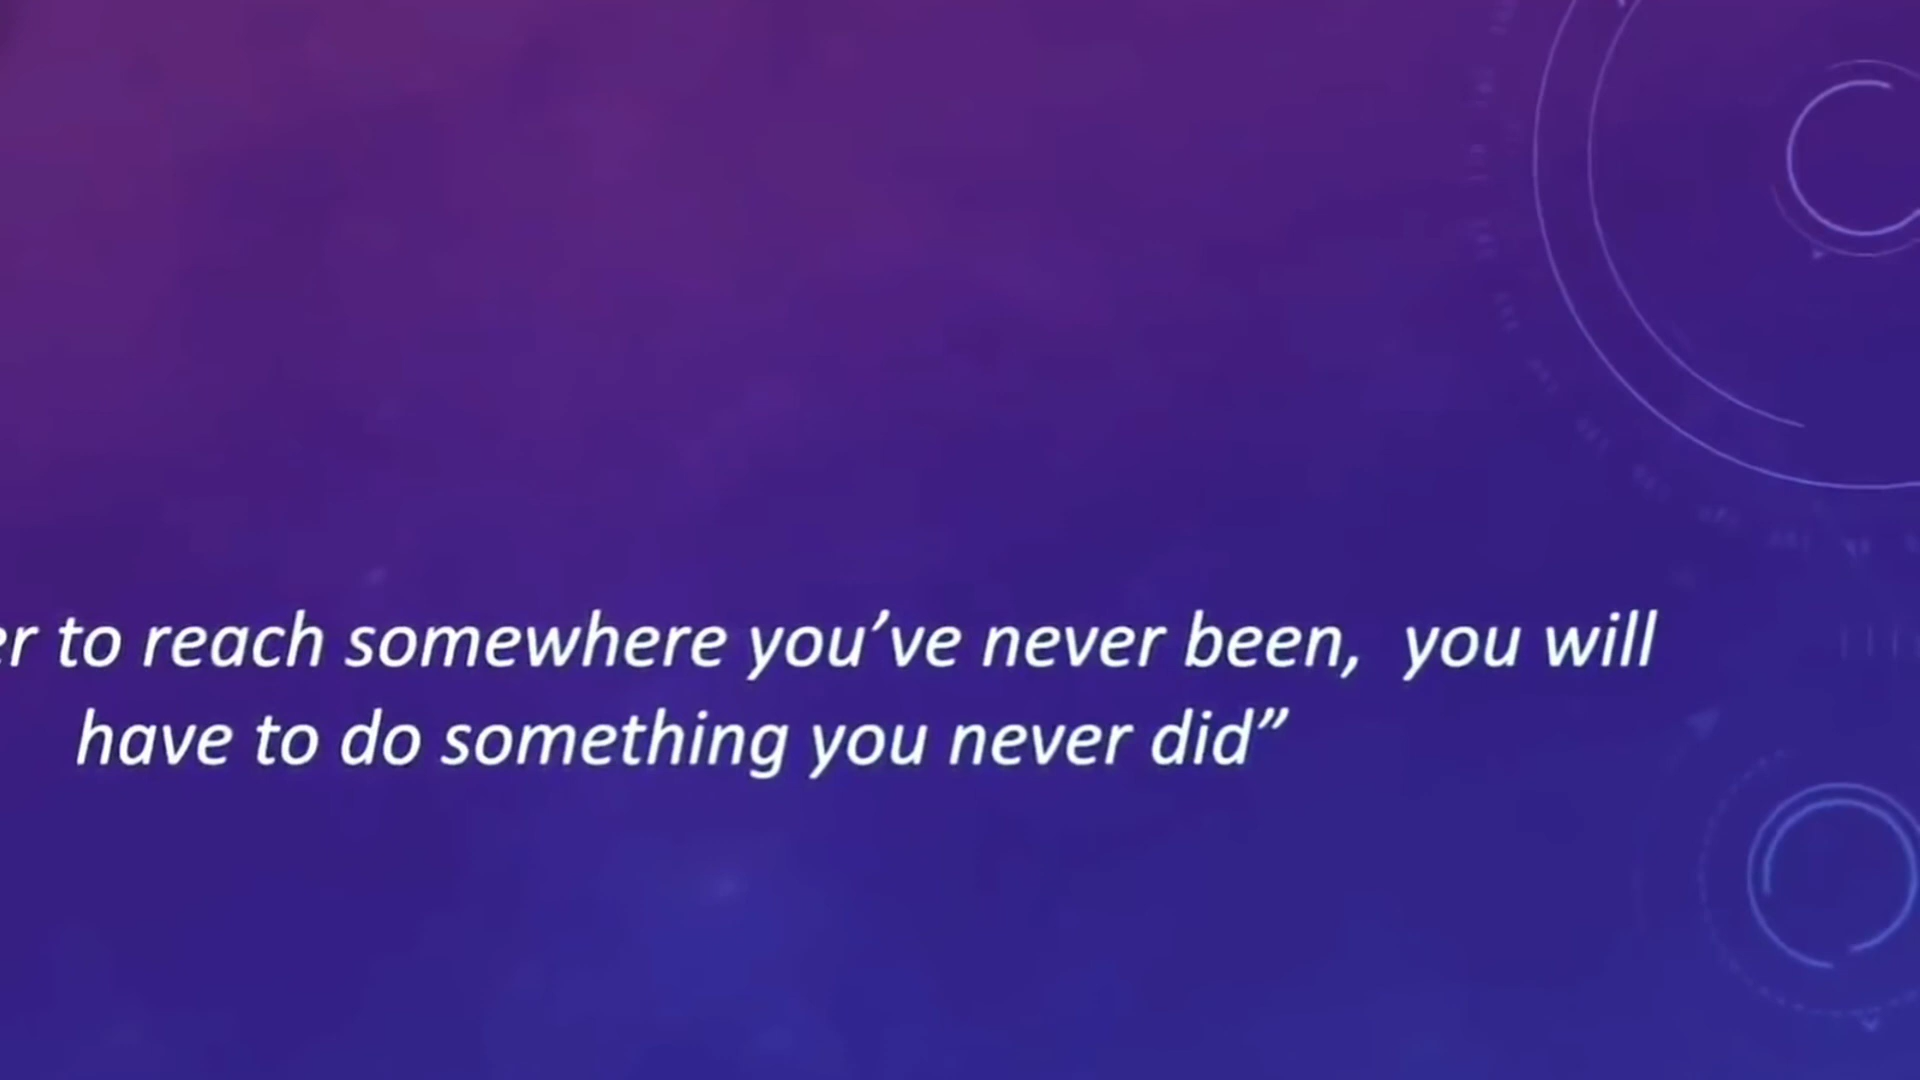 to reach somewhere you’ve never been, you will
have to do something you never did”